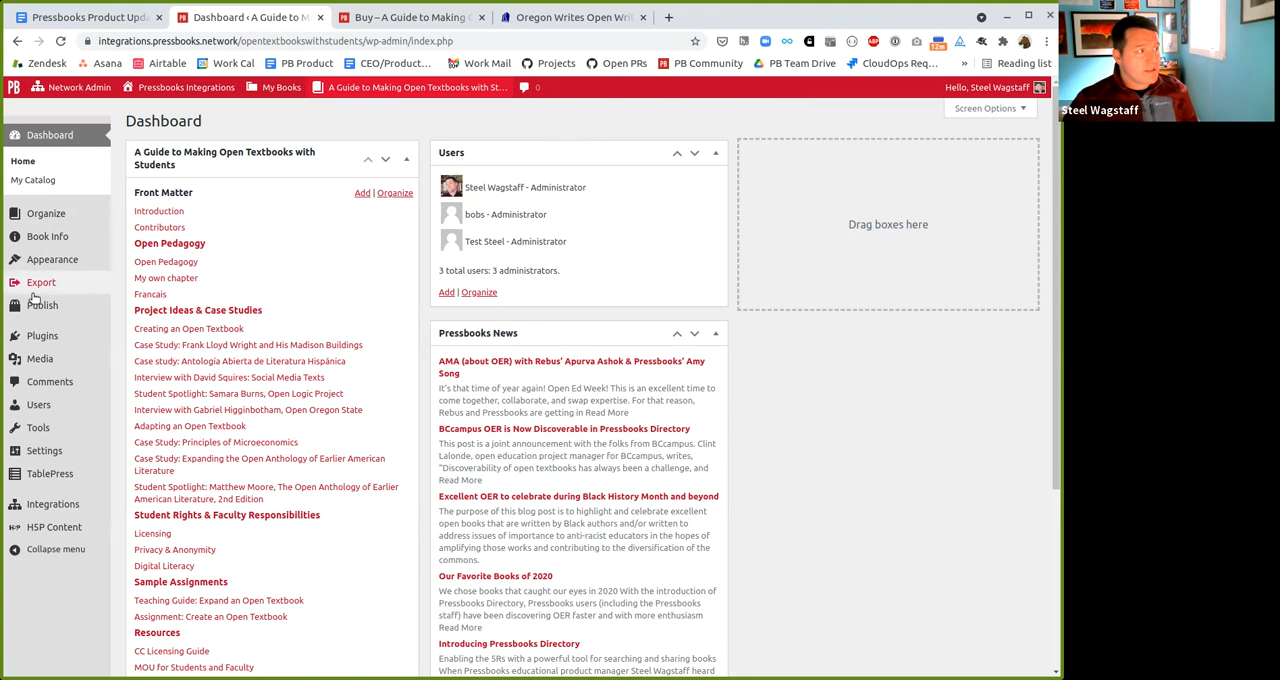 Pressbooks Product Upda
Dashboard ‹ A Guide to M
Buy – A Guide to Making O
Oregon Writes Open Writ
integrations.pressbooks.network/opentextbookswithstudents/wp-admin/index.php
12m
Zendesk
Asana
Airtable
Work Cal
PB Product
CEO/Produc...
Work Mail
Projects
Open PRs
PB Community
PB Team Drive
CloudOps Req...
»
Reading list
Network Admin
Pressbooks Integrations
My Books
A Guide to Making Open Textbooks with St...
0
Hello, Steel Wagstaff
Steel Wagstaff
Screen Options
Dashboard
Home
My Catalog
Organize
Book Info
Appearance
Export
Publish
Plugins
Media
Comments
Users
Tools
Settings
TablePress
Integrations
H5P Content
Collapse menu
Dashboard
A Guide to Making Open Textbooks with
Students
Front Matter
Add | Organize
Introduction
Contributors
Open Pedagogy
Open Pedagogy
My own chapter
Francais
Project Ideas & Case Studies
Creating an Open Textbook
Case Study: Frank Lloyd Wright and His Madison Buildings
Case study: Antología Abierta de Literatura Hispánica
Interview with David Squires: Social Media Texts
Student Spotlight: Samara Burns, Open Logic Project
Interview with Gabriel Higginbotham, Open Oregon State
Adapting an Open Textbook
Case Study: Principles of Microeconomics
Case Study: Expanding the Open Anthology of Earlier American
Literature
Student Spotlight: Matthew Moore, The Open Anthology of Earlier
American Literature, 2nd Edition
Student Rights & Faculty Responsibilities
Licensing
Privacy & Anonymity
Digital Literacy
Sample Assignments
Teaching Guide: Expand an Open Textbook
Assignment: Create an Open Textbook
Resources
CC Licensing Guide
MOU for Students and Faculty
Users
Steel Wagstaff - Administrator
bobs - Administrator
Test Steel - Administrator
3 total users: 3 administrators.
Add | Organize
Pressbooks News
AMA (about OER) with Rebus' Apurva Ashok & Pressbooks' Amy
Song
It's that time of year again! Open Ed Week! This is an excellent time to
come together, collaborate, and swap expertise. For that reason,
Rebus and Pressbooks are getting in Read More
BCcampus OER is Now Discoverable in Pressbooks Directory
This post is a joint announcement with the folks from BCcampus. Clint
Lalonde, open education project manager for BCcampus, writes,
"Discoverability of open textbooks has always been a challenge, and
Read More
Excellent OER to celebrate during Black History Month and beyond
The purpose of this blog post is to highlight and celebrate excellent
open books that are written by Black authors and/or written to
address issues of importance to anti-racist educators in the hopes of
amplifying those works and contributing to the diversification of the
commons.
Our Favorite Books of 2020
We chose books that caught our eyes in 2020 With the introduction of
Pressbooks Directory, Pressbooks users (including the Pressbooks
staff) have been discovering OER faster and with more enthusiasm
Read More
Introducing Pressbooks Directory
Enabling the 5Rs with a powerful tool for searching and sharing books
When Pressbooks educational product manager Steel Wagstaff heard
Drag boxes here